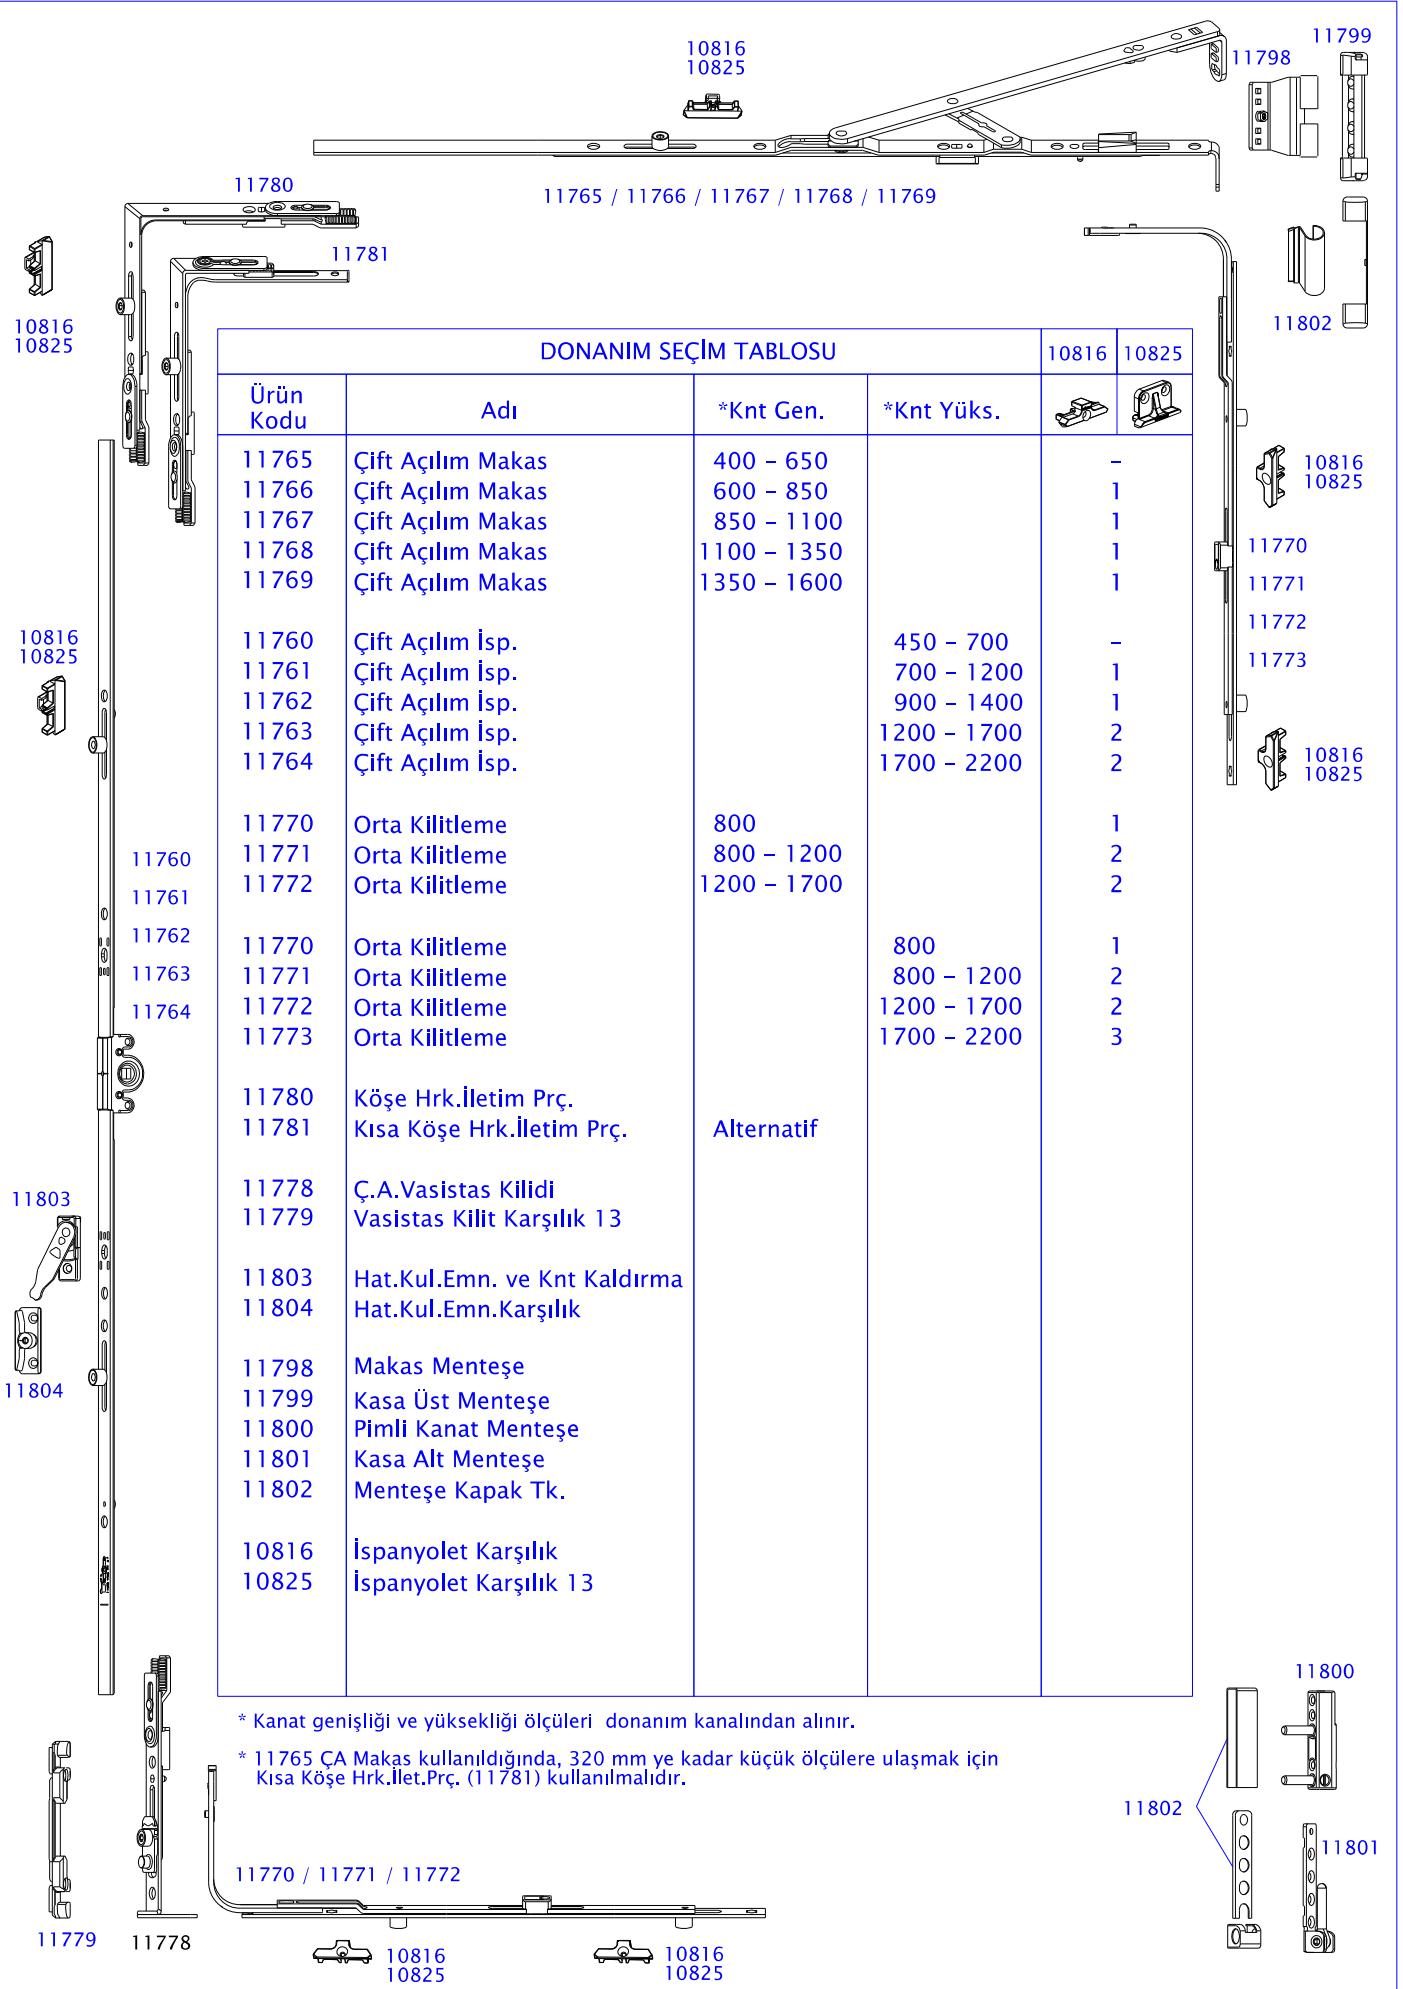 10816
10825
11799
11798
11780
11765 / 11766 / 11767 / 11768 / 11769
11781
10816
10825
11802
DONANIM SEÇİM TABLOSU 10816 10825
Ürün Kodu Adı *Knt Gen. *Knt Yüks.
11765 Çift Açılım Makas 400 – 650 –
11766 Çift Açılım Makas 600 – 850 1
11767 Çift Açılım Makas 850 – 1100 1
11768 Çift Açılım Makas 1100 – 1350 1
11769 Çift Açılım Makas 1350 – 1600 1
11760 Çift Açılım İsp. 450 – 700 –
11761 Çift Açılım İsp. 700 – 1200 1
11762 Çift Açılım İsp. 900 – 1400 1
11763 Çift Açılım İsp. 1200 – 1700 2
11764 Çift Açılım İsp. 1700 – 2200 2
11770 Orta Kilitleme 800 1
11771 Orta Kilitleme 800 – 1200 2
11772 Orta Kilitleme 1200 – 1700 2
11770 Orta Kilitleme 800 1
11771 Orta Kilitleme 800 – 1200 2
11772 Orta Kilitleme 1200 – 1700 2
11773 Orta Kilitleme 1700 – 2200 3
11780 Köşe Hrk.İletim Prç.
11781 Kısa Köşe Hrk.İletim Prç. Alternatif
11778 Ç.A.Vasistas Kilidi
11779 Vasistas Kilit Karşılık 13
11803 Hat.Kul.Emn. ve Knt Kaldırma
11804 Hat.Kul.Emn.Karşılık
11798 Makas Menteşe
11799 Kasa Üst Menteşe
11800 Pimli Kanat Menteşe
11801 Kasa Alt Menteşe
11802 Menteşe Kapak Tk.
10816 İspanyolet Karşılık
10825 İspanyolet Karşılık 13
10816
10825
11770
11771
11772
11773
10816
10825
10816
10825
11760
11761
11762
11763
11764
11803
11804
* Kanat genişliği ve yüksekliği ölçüleri donanım kanalından alınır.
* 11765 ÇA Makas kullanıldığında, 320 mm ye kadar küçük ölçülere ulaşmak için
Kısa Köşe Hrk.İlet.Prç. (11781) kullanılmalıdır.
11800
11802
11801
11770 / 11771 / 11772
11779
11778
10816
10825
10816
10825